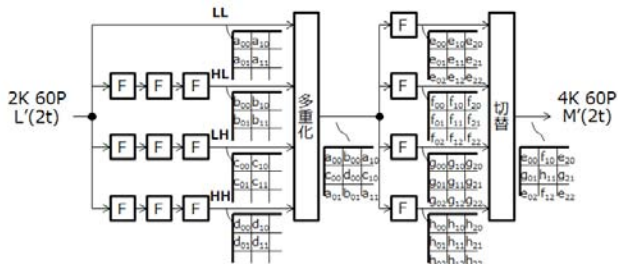 2K 60P
L'(2t)
LL
a₀₀ a₁₀
a₀₁ a₁₁
F F F
HL
b₀₀ b₁₀
b₀₁ b₁₁
F F F
LH
c₀₀ c₁₀
c₀₁ c₁₁
F F F
HH
d₀₀ d₁₀
d₀₁ d₁₁
多重化
a₀₀ b₀₀ a₁₀
c₀₀ d₀₀ c₁₀
a₀₁ b₀₁ a₁₁
F
e₀₀ e₁₀ e₂₀
e₀₁ e₁₁ e₂₁
e₀₂ e₁₂ e₂₂
F
f₀₀ f₁₀ f₂₀
f₀₁ f₁₁ f₂₁
f₀₂ f₁₂ f₂₂
F
g₀₀ g₁₀ g₂₀
g₀₁ g₁₁ g₂₁
g₀₂ g₁₂ g₂₂
F
h₀₀ h₁₀ h₂₀
h₀₁ h₁₁ h₂₁
h₀₂ h₁₂ h₂₂
切替
4K 60P
M'(2t)
e₀₀ f₁₀ e₂₀
g₀₁ h₁₁ g₂₁
e₀₂ f₁₂ e₂₂